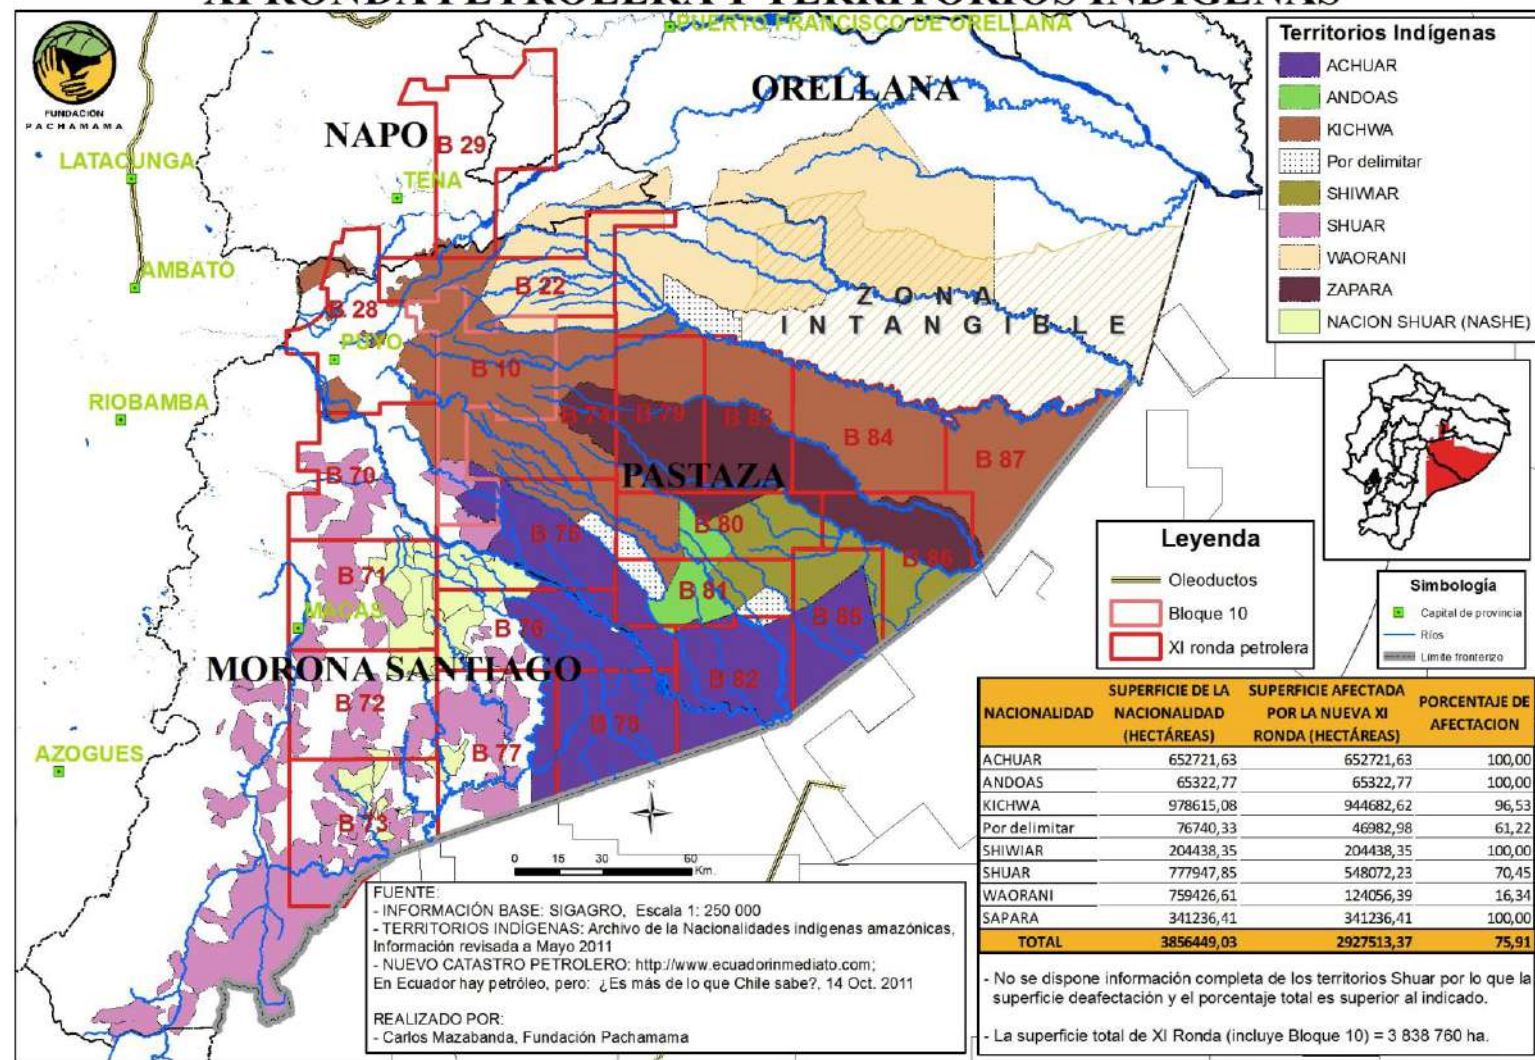 XI RONDA PETROLERA Y TERRITORIOS INDÍGENAS
PUERTO FRANCISCO DE ORELLANA
FUNDACIÓN
PACHAMAMA
NAPO
ORELLANA
B 29
LATACUNGA
TENA
AMBATO
B 28
B 22
ZONA
INTANGIBLE
PUYO
B 10
RIOBAMBA
B 74
B 79
B 83
B 84
B 87
PASTAZA
B 70
B 75
B 80
B 86
B 71
B 81
MACAS
B 85
B 76
MORONA SANTIAGO
B 72
B 82
B 78
AZOGUES
B 77
B 73
N
0 15 30 60
Km.
Territorios Indígenas
ACHUAR
ANDOAS
KICHWA
Por delimitar
SHIWIAR
SHUAR
WAORANI
ZAPARA
NACION SHUAR (NASHE)
Leyenda
Oleoductos
Bloque 10
XI ronda petrolera
Simbología
Capital de provincia
Ríos
Límite fronterizo
NACIONALIDAD SUPERFICIE DE LA NACIONALIDAD (HECTÁREAS) SUPERFICIE AFECTADA POR LA NUEVA XI RONDA (HECTÁREAS) PORCENTAJE DE AFECTACION
ACHUAR 652721,63 652721,63 100,00
ANDOAS 65322,77 65322,77 100,00
KICHWA 978615,08 944682,62 96,53
Por delimitar 76740,33 46982,98 61,22
SHIWIAR 204438,35 204438,35 100,00
SHUAR 777947,85 548072,23 70,45
WAORANI 759426,61 124056,39 16,34
SAPARA 341236,41 341236,41 100,00
TOTAL 3856449,03 2927513,37 75,91
- No se dispone información completa de los territorios Shuar por lo que la
superficie deafectación y el porcentaje total es superior al indicado.
- La superficie total de XI Ronda (incluye Bloque 10) = 3 838 760 ha.
FUENTE:
- INFORMACIÓN BASE: SIGAGRO, Escala 1: 250 000
- TERRITORIOS INDÍGENAS: Archivo de la Nacionalidades indígenas amazónicas,
Información revisada a Mayo 2011
- NUEVO CATASTRO PETROLERO: http://www.ecuadorinmediato.com;
En Ecuador hay petróleo, pero: ¿Es más de lo que Chile sabe?, 14 Oct. 2011
REALIZADO POR:
- Carlos Mazabanda, Fundación Pachamama